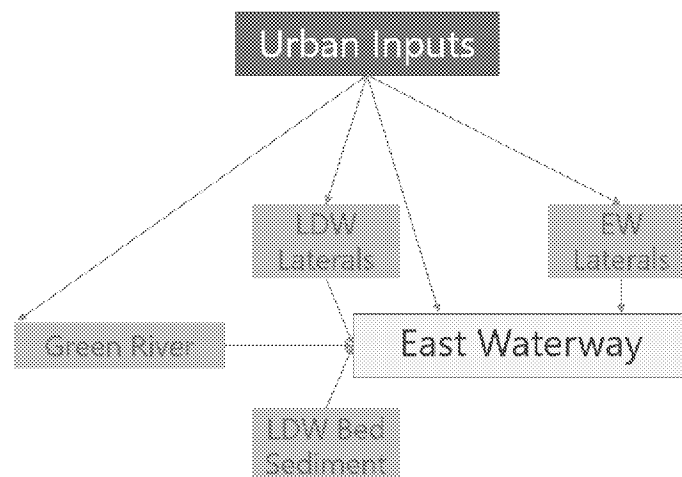 Urban Inputs
LDW
Laterals
EW
Laterals
Green River
East Waterway
LDW Bed
Sediment